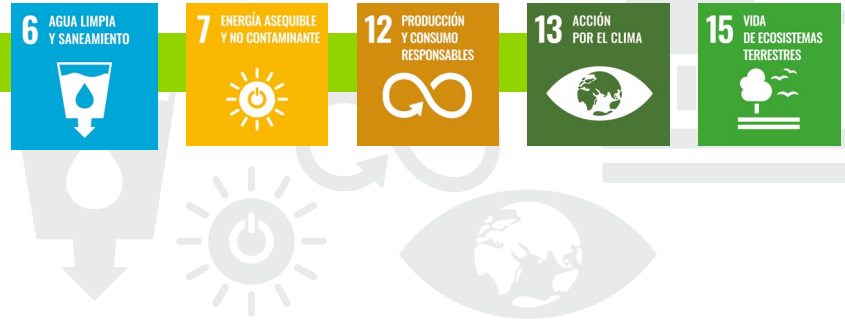 6 AGUA LIMPIA
Y SANEAMIENTO
7 ENERGÍA ASEQUIBLE
Y NO CONTAMINANTE
12 PRODUCCIÓN
Y CONSUMO
RESPONSABLES
13 ACCIÓN
POR EL CLIMA
15 VIDA
DE ECOSISTEMAS
TERRESTRES